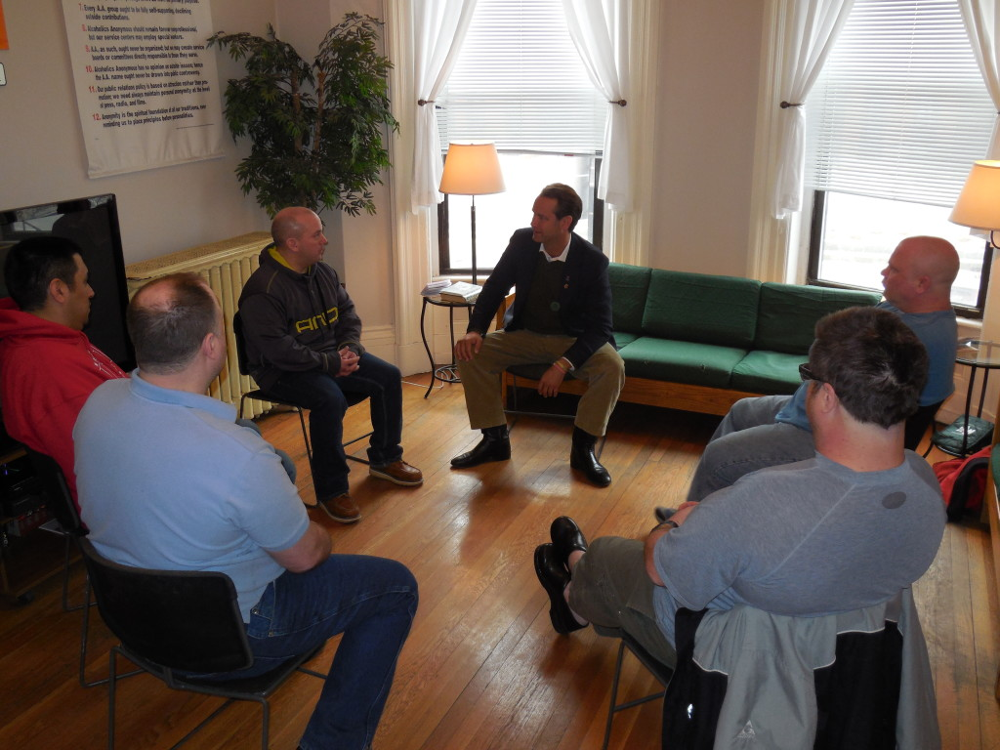 7. Every A.A. group ought to be fully self-supporting, declining
outside contributions.
8. Alcoholics Anonymous should remain forever nonprofessional,
but our service centers may employ special workers.
9. A.A., as such, ought never be organized; but we may create service
boards or committees directly responsible to those they serve.
10. Alcoholics Anonymous has no opinion on outside issues; hence
the A.A. name ought never be drawn into public controversy.
11. Our public relations policy is based on attraction rather than pro-
motion; we need always maintain personal anonymity at the level
of press, radio, and films.
12. Anonymity is the spiritual foundation of all our traditions, ever
reminding us to place principles before personalities.
AND